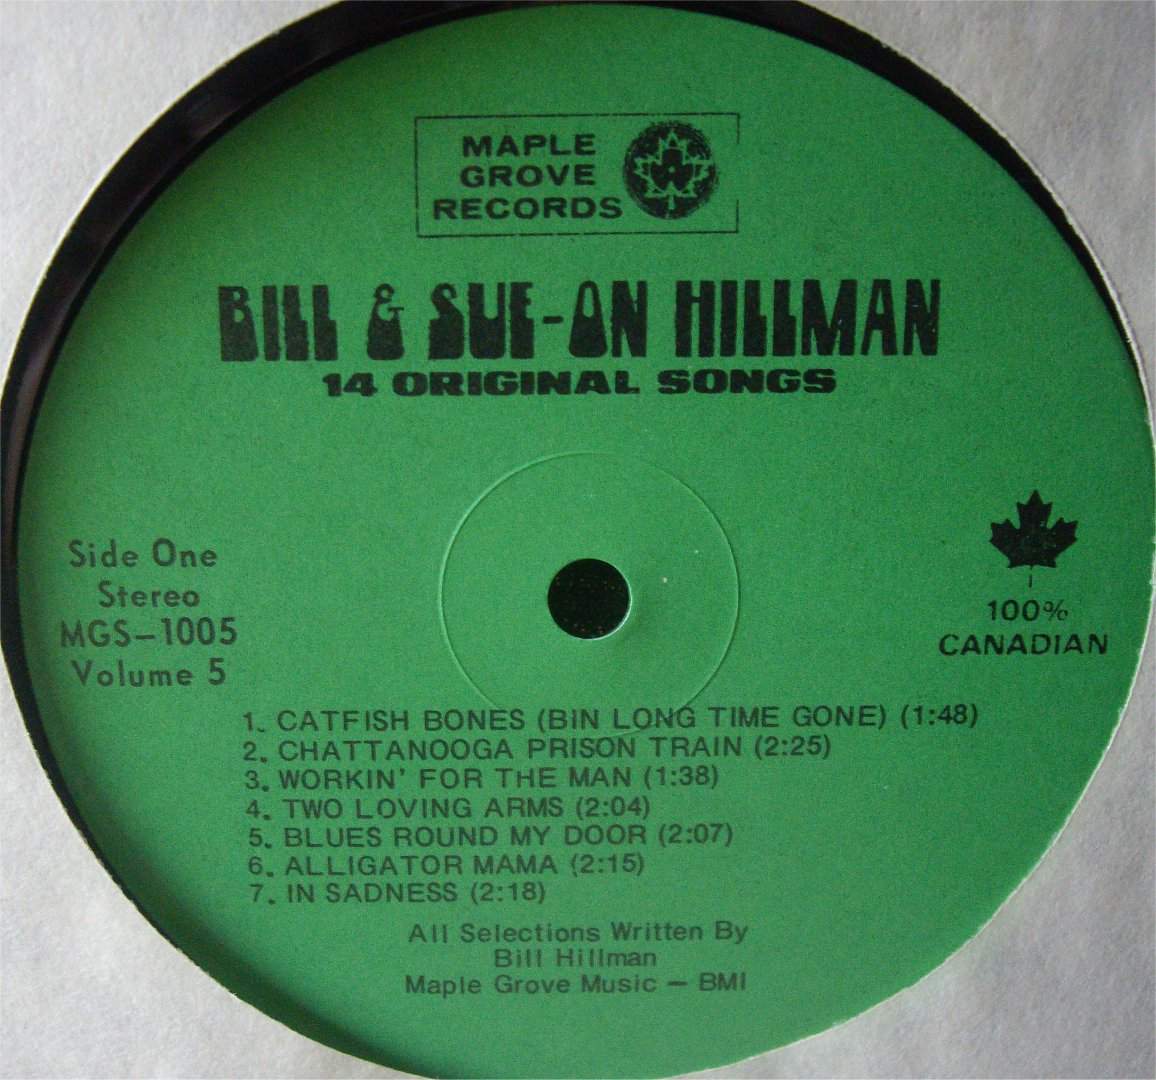 MAPLE
GROVE
RECORDS
BILL & SUE-ON HILLMAN
14 ORIGINAL SONGS
Side One
Stereo
MGS-1005
Volume 5
100%
CANADIAN
1. CATFISH BONES (BIN LONG TIME GONE) (1:48)
2. CHATTANOOGA PRISON TRAIN (2:25)
3. WORKIN' FOR THE MAN (1:38)
4. TWO LOVING ARMS (2:04)
5. BLUES ROUND MY DOOR (2:07)
6. ALLIGATOR MAMA (2:15)
7. IN SADNESS (2:18)
All Selections Written By
Bill Hillman
Maple Grove Music — BMI